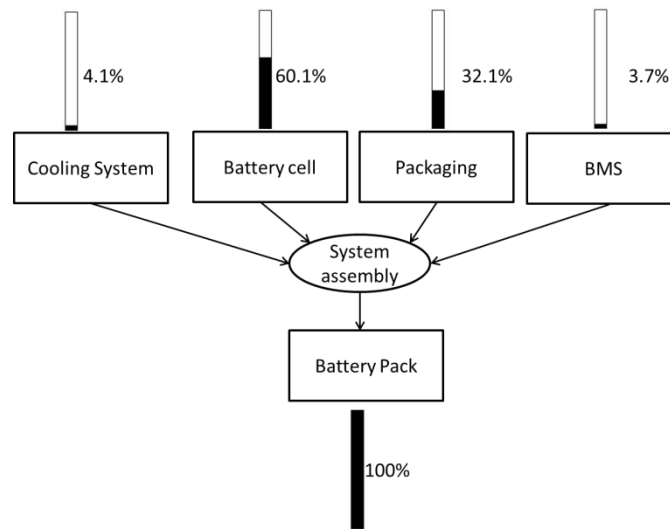 4.1%
60.1%
32.1%
3.7%
Cooling System
Battery cell
Packaging
BMS
System
assembly
Battery Pack
100%